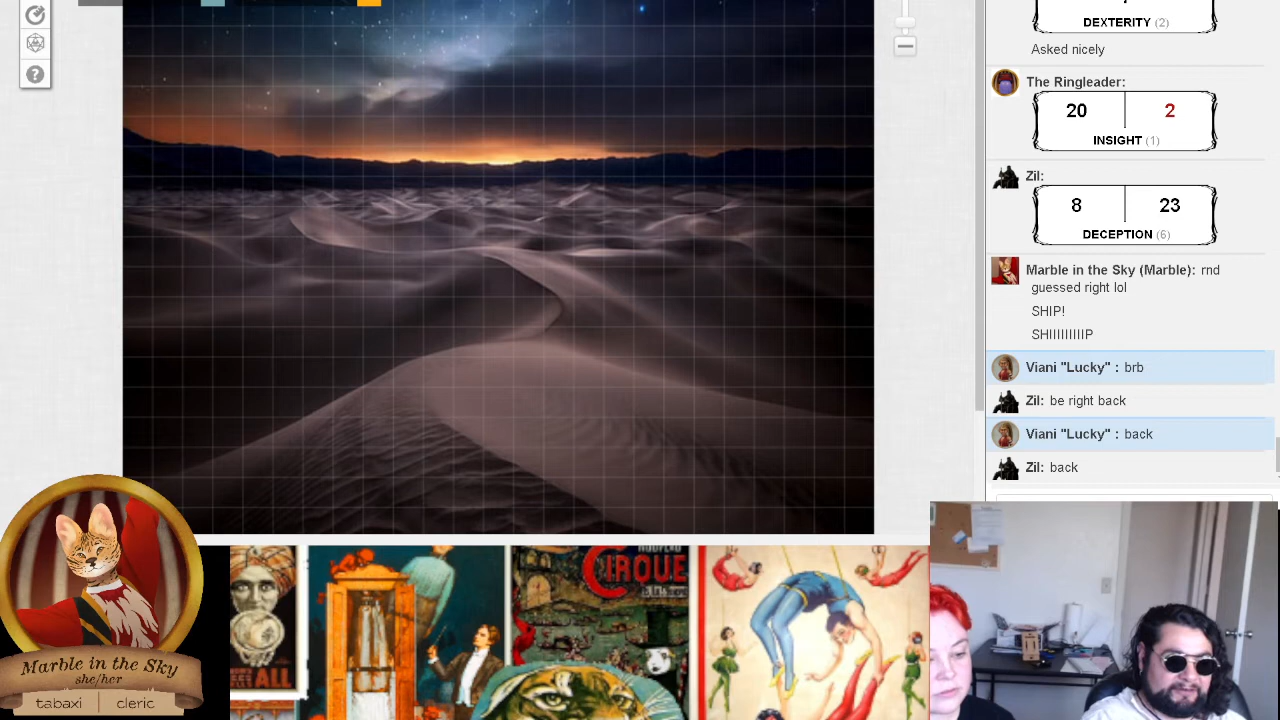 DEXTERITY (2)
Asked nicely
The Ringleader:
20 2
INSIGHT (1)
Zil:
8 23
DECEPTION (6)
Marble in the Sky (Marble): rnd
guessed right lol
SHIP!
SHIIIIIIIIIP
Viani "Lucky" : brb
Zil: be right back
Viani "Lucky" : back
Zil: back
Marble in the Sky
she/her
tabaxi cleric
ALL
CIRQUE